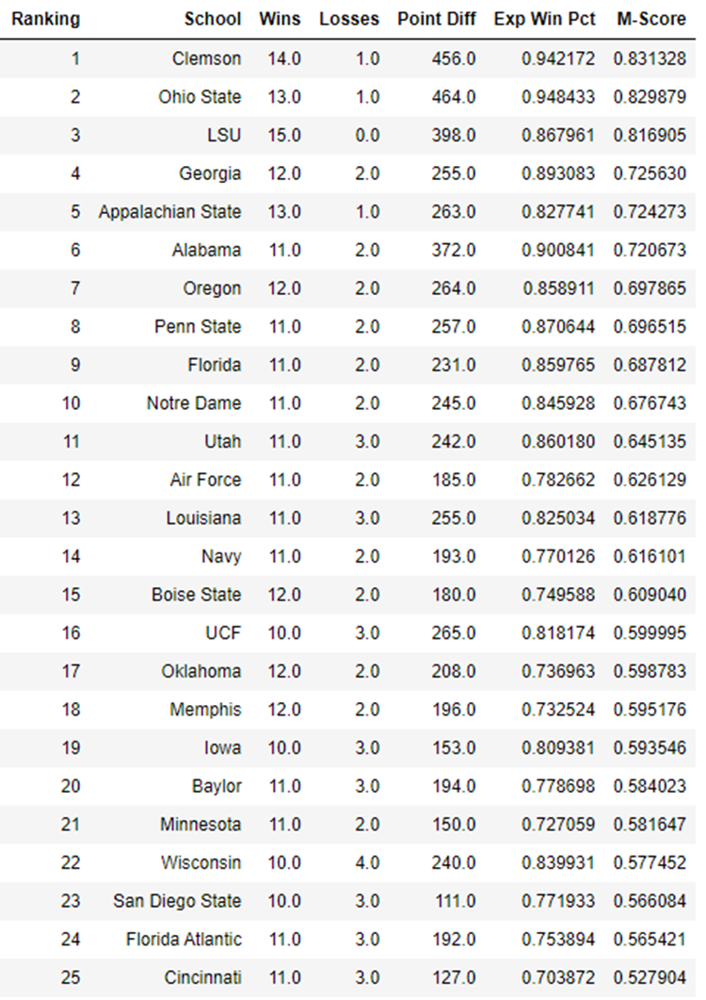 Ranking School Wins Losses Point Diff Exp Win Pct M-Score
1 Clemson 14.0 1.0 456.0 0.942172 0.831328
2 Ohio State 13.0 1.0 464.0 0.948433 0.829879
3 LSU 15.0 0.0 398.0 0.867961 0.816905
4 Georgia 12.0 2.0 255.0 0.893083 0.725630
5 Appalachian State 13.0 1.0 263.0 0.827741 0.724273
6 Alabama 11.0 2.0 372.0 0.900841 0.720673
7 Oregon 12.0 2.0 264.0 0.858911 0.697865
8 Penn State 11.0 2.0 257.0 0.870644 0.696515
9 Florida 11.0 2.0 231.0 0.859765 0.687812
10 Notre Dame 11.0 2.0 245.0 0.845928 0.676743
11 Utah 11.0 3.0 242.0 0.860180 0.645135
12 Air Force 11.0 2.0 185.0 0.782662 0.626129
13 Louisiana 11.0 3.0 255.0 0.825034 0.618776
14 Navy 11.0 2.0 193.0 0.770126 0.616101
15 Boise State 12.0 2.0 180.0 0.749588 0.609040
16 UCF 10.0 3.0 265.0 0.818174 0.599995
17 Oklahoma 12.0 2.0 208.0 0.736963 0.598783
18 Memphis 12.0 2.0 196.0 0.732524 0.595176
19 Iowa 10.0 3.0 153.0 0.809381 0.593546
20 Baylor 11.0 3.0 194.0 0.778698 0.584023
21 Minnesota 11.0 2.0 150.0 0.727059 0.581647
22 Wisconsin 10.0 4.0 240.0 0.839931 0.577452
23 San Diego State 10.0 3.0 111.0 0.771933 0.566084
24 Florida Atlantic 11.0 3.0 192.0 0.753894 0.565421
25 Cincinnati 11.0 3.0 127.0 0.703872 0.527904